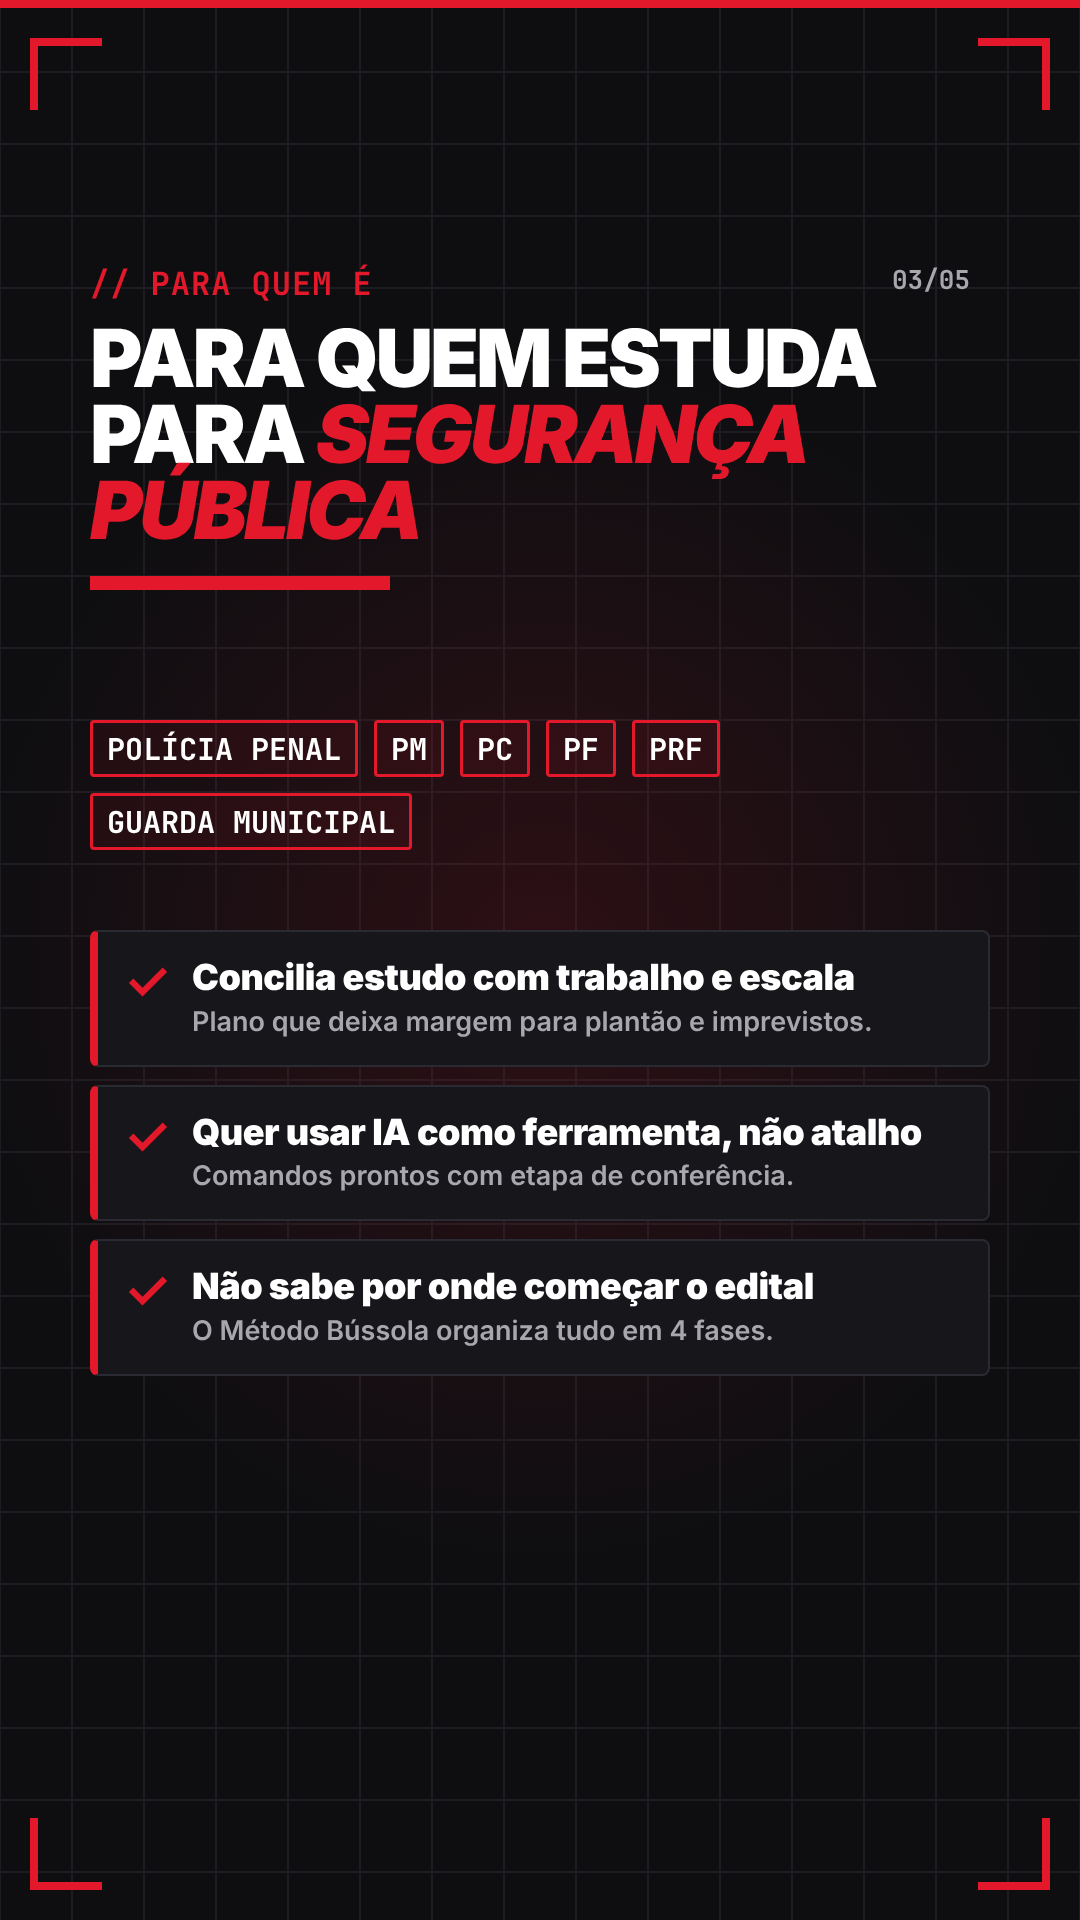 // PARA QUEM É
03/05
PARA QUEM ESTUDA
PARA SEGURANÇA
PÚBLICA
POLÍCIA PENAL PM PC PF PRF
GUARDA MUNICIPAL
Concilia estudo com trabalho e escala
Plano que deixa margem para plantão e imprevistos.
Quer usar IA como ferramenta, não atalho
Comandos prontos com etapa de conferência.
Não sabe por onde começar o edital
O Método Bússola organiza tudo em 4 fases.